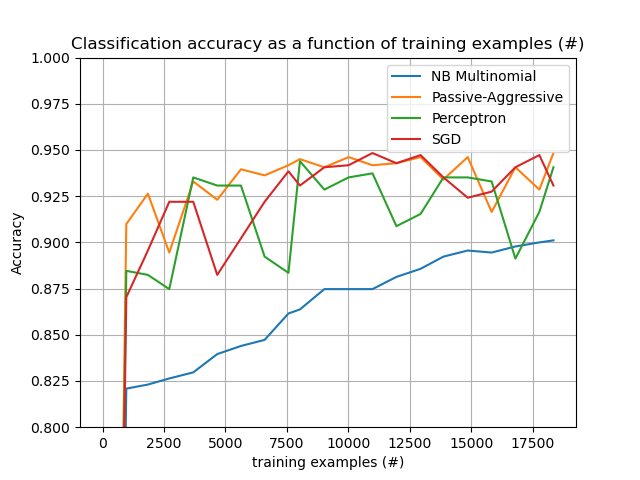 Classification accuracy as a function of training examples (#)
1.000
0.975
0.950
0.925
0.900
0.875
0.850
0.825
0.800
Accuracy
NB Multinomial
Passive-Aggressive
Perceptron
SGD
0 2500 5000 7500 10000 12500 15000 17500
training examples (#)